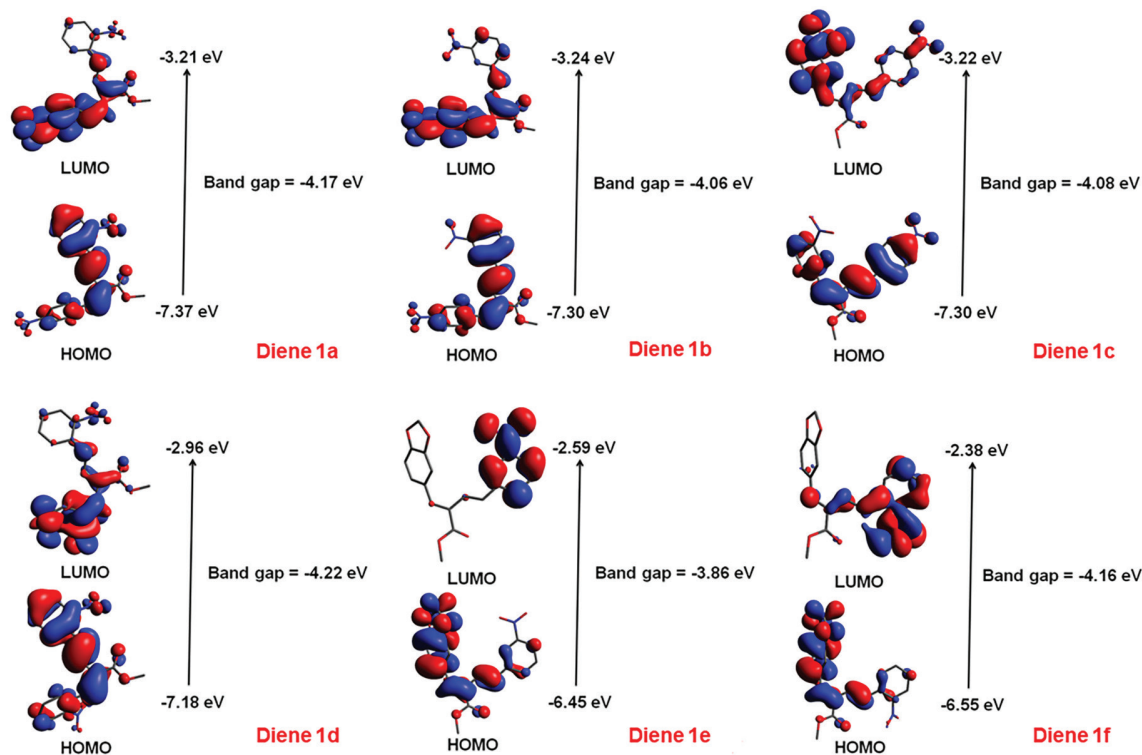 -3.21 eV
LUMO
Band gap = -4.17 eV
-7.37 eV
HOMO
Diene 1a
-3.24 eV
LUMO
Band gap = -4.06 eV
-7.30 eV
HOMO
Diene 1b
-3.22 eV
LUMO
Band gap = -4.08 eV
-7.30 eV
HOMO
Diene 1c
-2.96 eV
LUMO
Band gap = -4.22 eV
-7.18 eV
HOMO
Diene 1d
-2.59 eV
LUMO
Band gap = -3.86 eV
-6.45 eV
HOMO
Diene 1e
-2.38 eV
LUMO
Band gap = -4.16 eV
-6.55 eV
HOMO
Diene 1f